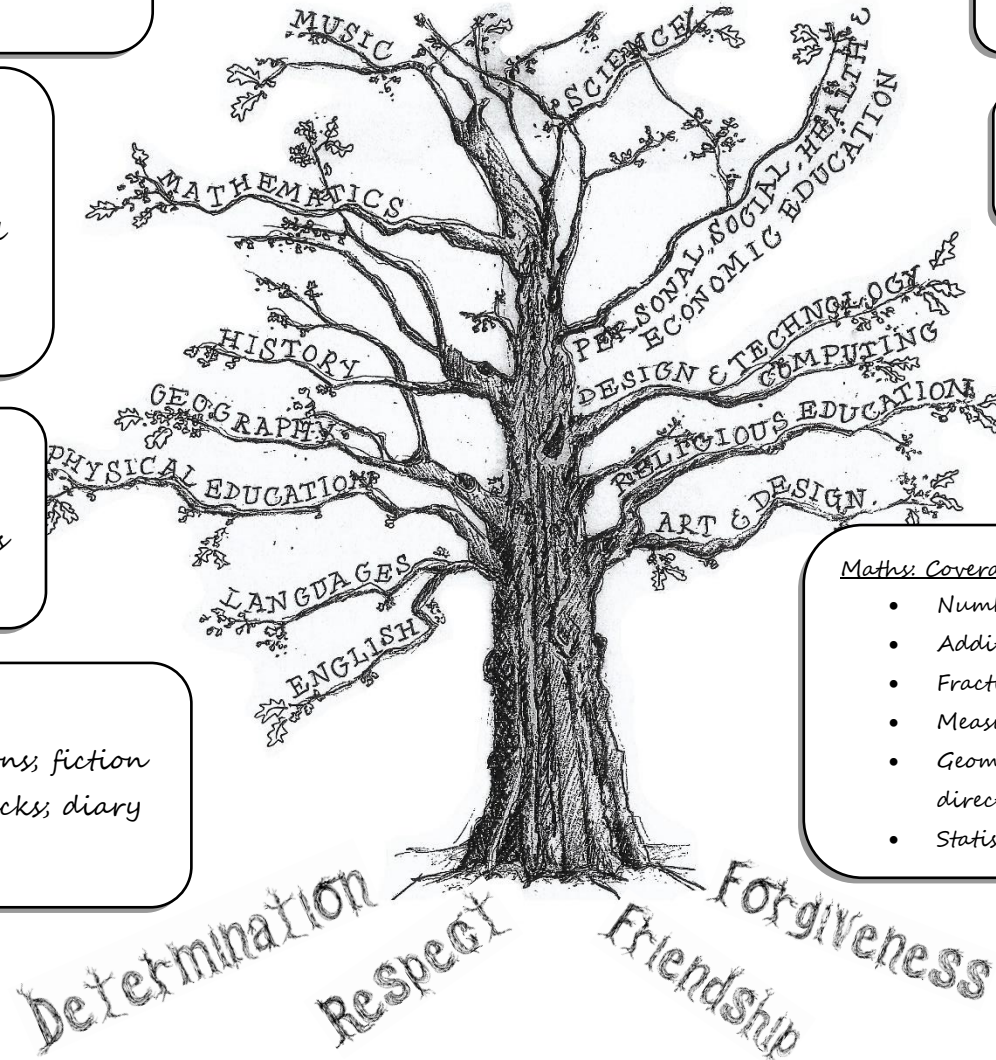 MUSIC
SCIENCE
PERSONAL, SOCIAL, HEALTH &
ECONOMIC EDUCATION
MATHEMATICS
HISTORY
DESIGN & TECHNOLOGY
COMPUTING
GEOGRAPHY
RELIGIOUS EDUCATION
PHYSICAL EDUCATION
ART & DESIGN.
LANGUAGES
ENGLISH
Maths: Covera
• Numb
• Addi
• Fract
• Meas
• Geom
direc
• Statis
ns; fiction
cks; diary
Determination
Respect
Friendship
Forgiveness